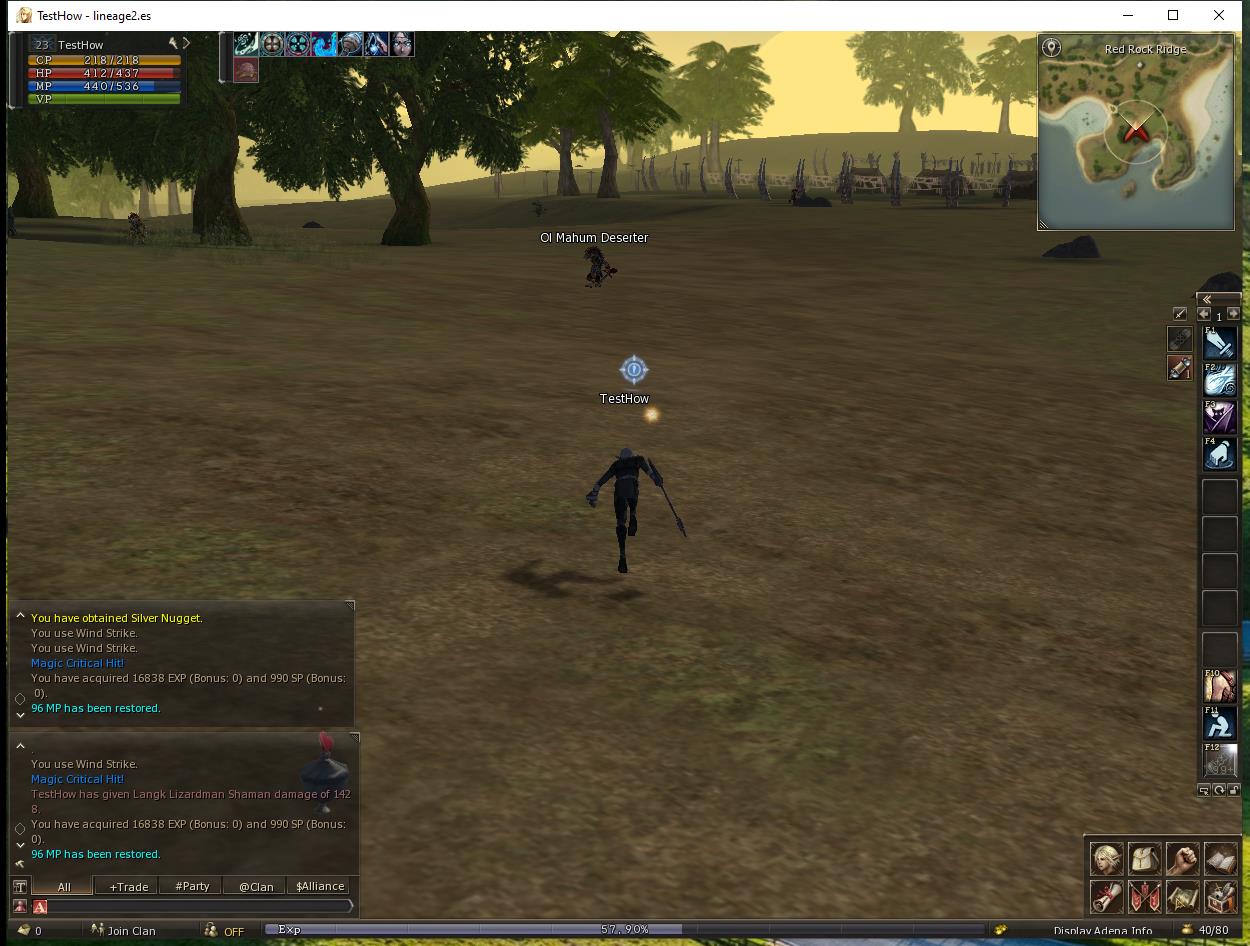 TestHow - lineage2.es
23 TestHow
CP 218/218
HP 412/437
MP 440/536
VP
Red Rock Ridge
Ol Mahum Deserter
TestHow
1
F1
F2
F3
F4
F10
F11
F12
99+
1
You have obtained Silver Nugget.
You use Wind Strike.
You use Wind Strike.
Magic Critical Hit!
You have acquired 16838 EXP (Bonus: 0) and 990 SP (Bonus:
0).
96 MP has been restored.
.
You use Wind Strike.
Magic Critical Hit!
TestHow has given Langk Lizardman Shaman damage of 142
8.
You have acquired 16838 EXP (Bonus: 0) and 990 SP (Bonus:
0).
96 MP has been restored.
T All +Trade #Party @Clan $Alliance
A
0 Join Clan OFF Exp 57.90% Display Adena Info 40/80